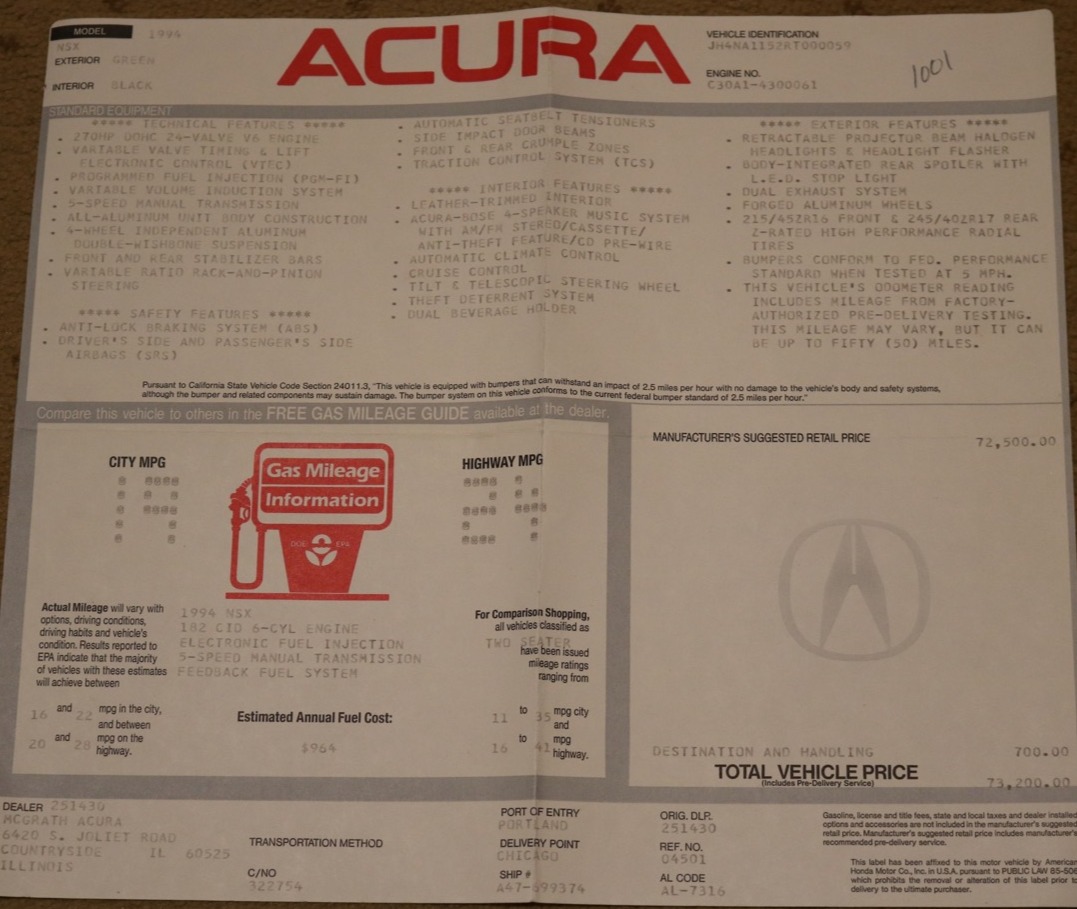 MODEL 1994
NSX
EXTERIOR GREEN
INTERIOR BLACK
ACURA
VEHICLE IDENTIFICATION
JH4NA1152RT000059
ENGINE NO.
C30A1-4300061
1001
STANDARD EQUIPMENT
***** TECHNICAL FEATURES *****
. 270HP DOHC 24-VALVE V6 ENGINE
. VARIABLE VALVE TIMING & LIFT
ELECTRONIC CONTROL (VTEC)
. PROGRAMMED FUEL INJECTION (PGM-FI)
. VARIABLE VOLUME INDUCTION SYSTEM
. 5-SPEED MANUAL TRANSMISSION
. ALL-ALUMINUM UNIT BODY CONSTRUCTION
. 4-WHEEL INDEPENDENT ALUMINUM
DOUBLE-WISHBONE SUSPENSION
. FRONT AND REAR STABILIZER BARS
. VARIABLE RATIO RACK-AND-PINION
STEERING
***** SAFETY FEATURES *****
. ANTI-LOCK BRAKING SYSTEM (ABS)
. DRIVER'S SIDE AND PASSENGER'S SIDE
AIRBAGS (SRS)
. AUTOMATIC SEATBELT TENSIONERS
. SIDE IMPACT DOOR BEAMS
. FRONT & REAR CRUMPLE ZONES
. TRACTION CONTROL SYSTEM (TCS)
***** INTERIOR FEATURES *****
. LEATHER-TRIMMED INTERIOR
. ACURA-BOSE 4-SPEAKER MUSIC SYSTEM
WITH AM/FM STEREO/CASSETTE/
ANTI-THEFT FEATURE/CD PRE-WIRE
. AUTOMATIC CLIMATE CONTROL
. CRUISE CONTROL
. TILT & TELESCOPIC STEERING WHEEL
. THEFT DETERRENT SYSTEM
. DUAL BEVERAGE HOLDER
***** EXTERIOR FEATURES *****
. RETRACTABLE PROJECTOR BEAM HALOGEN
HEADLIGHTS & HEADLIGHT FLASHER
. BODY-INTEGRATED REAR SPOILER WITH
L.E.D. STOP LIGHT
. DUAL EXHAUST SYSTEM
. FORGED ALUMINUM WHEELS
. 215/45ZR16 FRONT & 245/40ZR17 REAR
Z-RATED HIGH PERFORMANCE RADIAL
TIRES
. BUMPERS CONFORM TO FED. PERFORMANCE
STANDARD WHEN TESTED AT 5 MPH.
. THIS VEHICLE'S ODOMETER READING
INCLUDES MILEAGE FROM FACTORY-
AUTHORIZED PRE-DELIVERY TESTING.
THIS MILEAGE MAY VARY, BUT IT CAN
BE UP TO FIFTY (50) MILES.
Pursuant to California State Vehicle Code Section 24011.3, "This vehicle is equipped with bumpers that can withstand an impact of 2.5 miles per hour with no damage to the vehicle's body and safety systems,
although the bumper and related components may sustain damage. The bumper system on this vehicle conforms to the current federal bumper standard of 2.5 miles per hour."
Compare this vehicle to others in the FREE GAS MILEAGE GUIDE available at the dealer.
CITY MPG
19
Gas Mileage
Information
DOE EPA
HIGHWAY MPG
24
Actual Mileage will vary with
options, driving conditions,
driving habits and vehicle's
condition. Results reported to
EPA indicate that the majority
of vehicles with these estimates
will achieve between
16 and 22 mpg in the city,
and between
20 and 28 mpg on the
highway.
1994 NSX
182 CID 6-CYL ENGINE
ELECTRONIC FUEL INJECTION
5-SPEED MANUAL TRANSMISSION
FEEDBACK FUEL SYSTEM
Estimated Annual Fuel Cost:
$964
For Comparison Shopping,
all vehicles classified as
TWO SEATER
have been issued
mileage ratings
ranging from
11 to 35 mpg city
and
16 to 41 mpg
highway.
MANUFACTURER'S SUGGESTED RETAIL PRICE 72,500.00
DESTINATION AND HANDLING 700.00
TOTAL VEHICLE PRICE
(Includes Pre-Delivery Service) 73,200.00
DEALER 251430
MCGRATH ACURA
6420 S. JOLIET ROAD
COUNTRYSIDE IL 60525
ILLINOIS
TRANSPORTATION METHOD
C/NO
322754
PORT OF ENTRY
PORTLAND
DELIVERY POINT
CHICAGO
SHIP #
A47-699374
ORIG. DLR.
251430
REF. NO.
04501
AL CODE
AL-7316
Gasoline, license and title fees, state and local taxes and dealer installed
options and accessories are not included in the manufacturer's suggested
retail price. Manufacturer's suggested retail price includes manufacturer's
recommended pre-delivery service.
This label has been affixed to this motor vehicle by American
Honda Motor Co., Inc. in U.S.A. pursuant to PUBLIC LAW 85-506
which prohibits the removal or alteration of this label prior to
delivery to the ultimate purchaser.